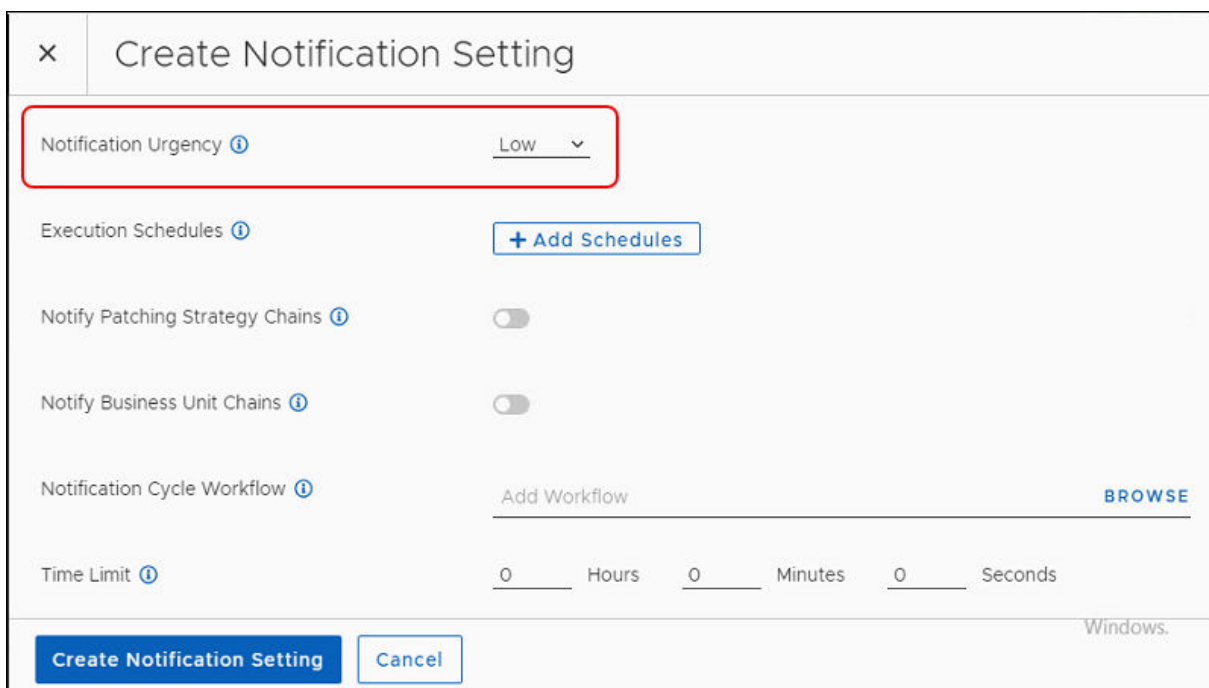 × Create Notification Setting
Notification Urgency Low
Execution Schedules + Add Schedules
Notify Patching Strategy Chains
Notify Business Unit Chains
Notification Cycle Workflow Add Workflow BROWSE
Time Limit 0 Hours 0 Minutes 0 Seconds
Windows.
Create Notification Setting Cancel